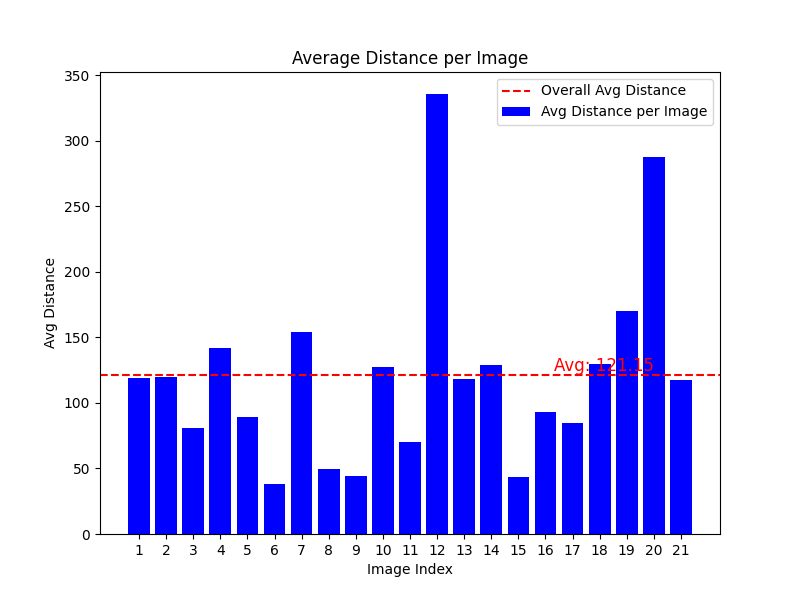 Average Distance per Image
Overall Avg Distance
Avg Distance per Image
350
300
250
200
150
100
50
0
Avg Distance
Avg: 121.15
1 2 3 4 5 6 7 8 9 10 11 12 13 14 15 16 17 18 19 20 21
Image Index